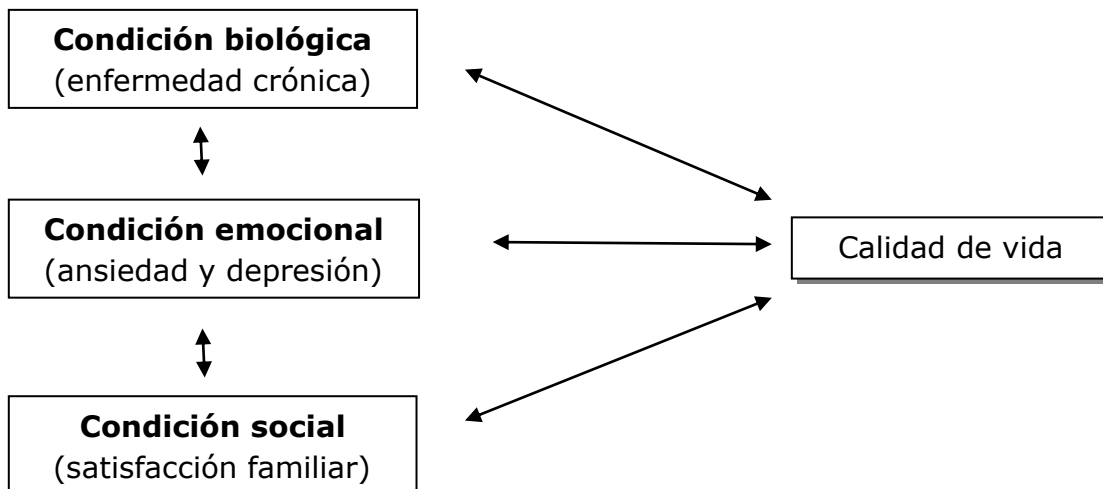 Condición biológica
(enfermedad crónica)
Condición emocional
(ansiedad y depresión)
Calidad de vida
Condición social
(satisfacción familiar)